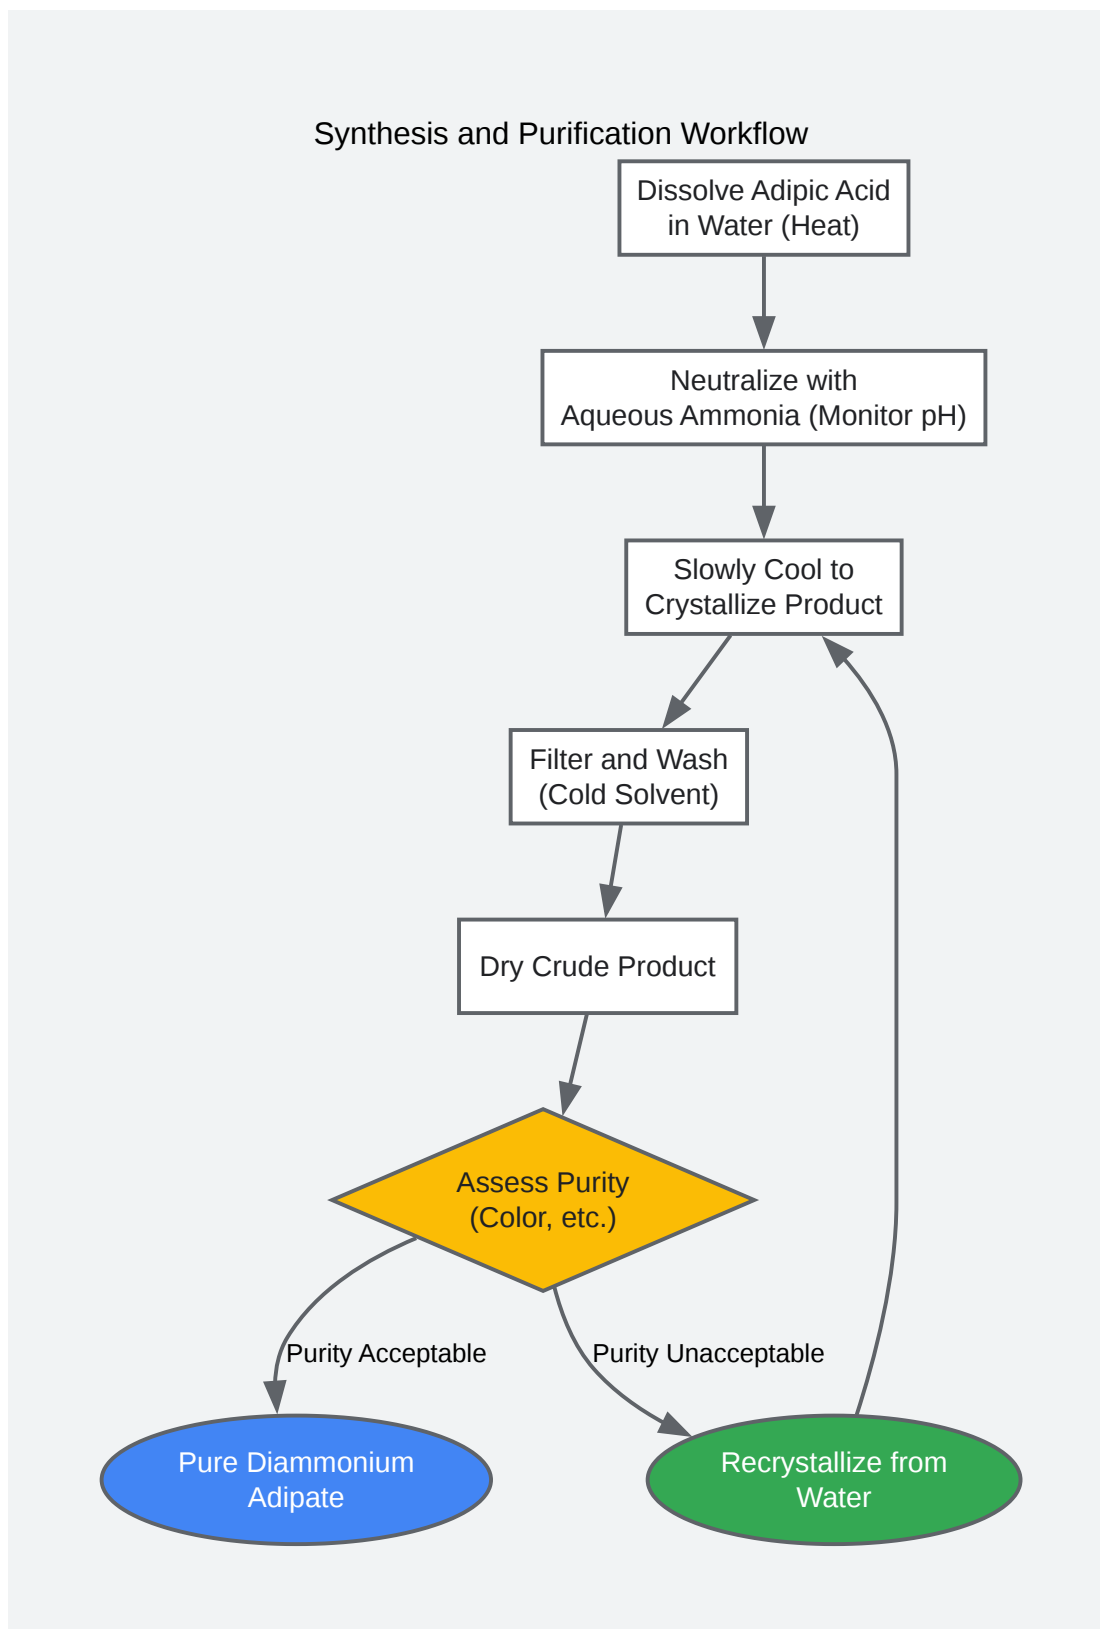 Synthesis and Purification Workflow
Dissolve Adipic Acid
in Water (Heat)
Neutralize with
Aqueous Ammonia (Monitor pH)
Slowly Cool to
Crystallize Product
Filter and Wash
(Cold Solvent)
Dry Crude Product
Assess Purity
(Color, etc.)
Purity Acceptable
Purity Unacceptable
Pure Diammonium
Adipate
Recrystallize from
Water